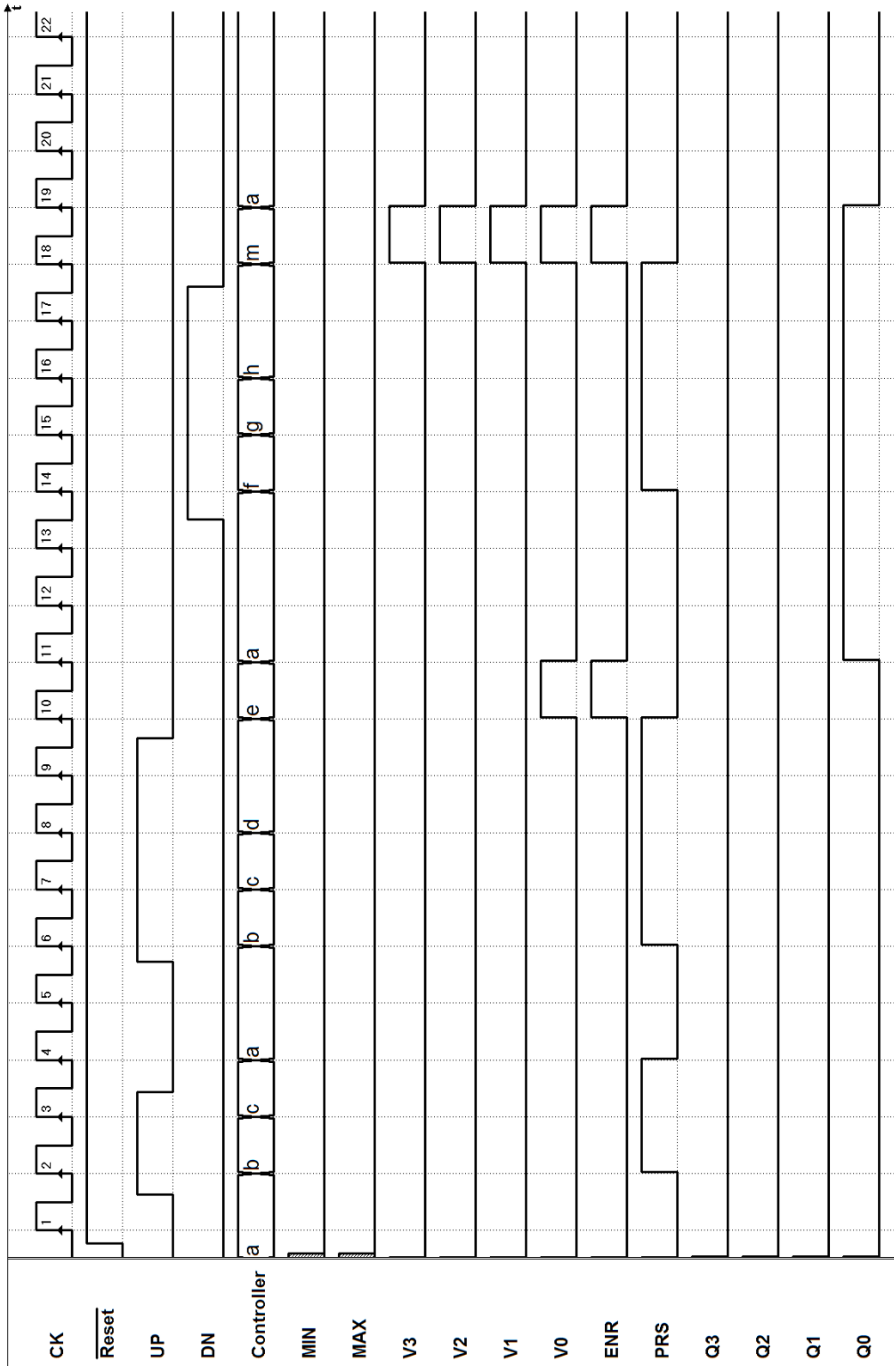 t
CK 1 2 3 4 5 6 7 8 9 10 11 12 13 14 15 16 17 18 19 20 21 22
Reset
UP
DN
Controller a b c a b c d e a f g h m a
MIN
MAX
V3
V2
V1
V0
ENR
PRS
Q3
Q2
Q1
Q0